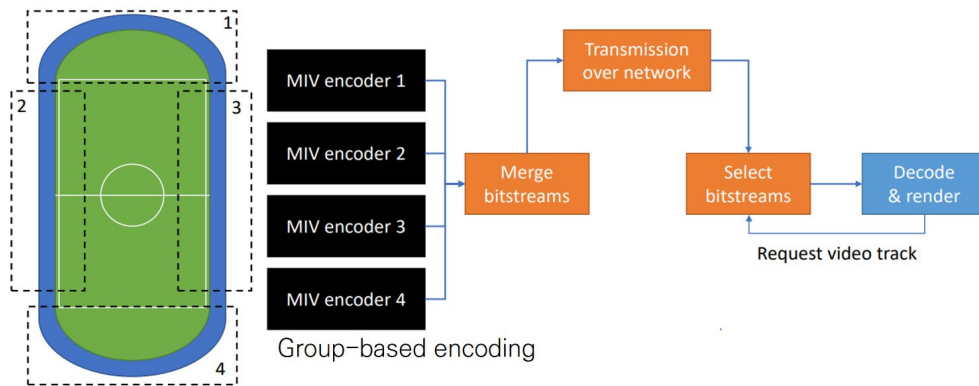 1
2
3
4
MIV encoder 1
MIV encoder 2
MIV encoder 3
MIV encoder 4
Group-based encoding
Merge
bitstreams
Transmission
over network
Select
bitstreams
Decode
& render
Request video track